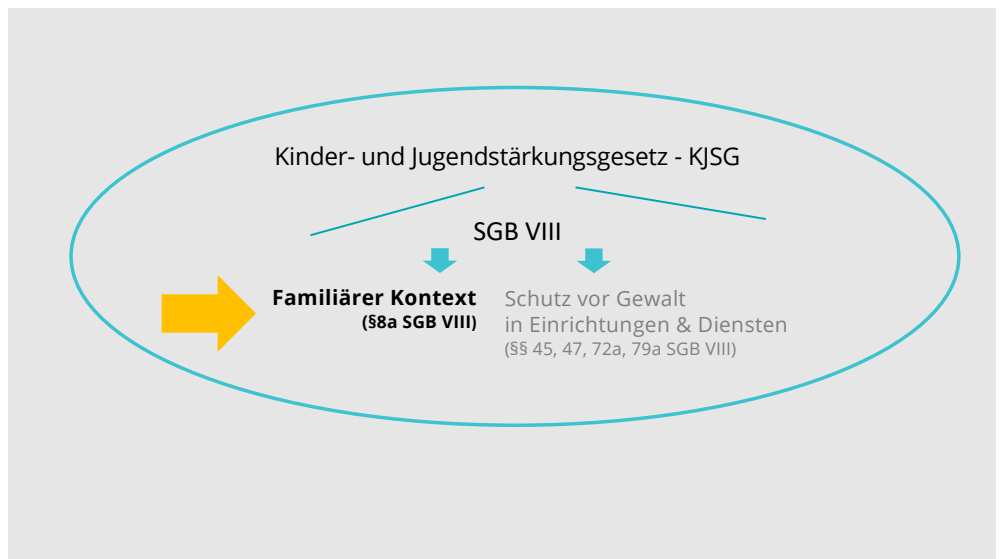 Kinder- und Jugendstärkungsgesetz - KJSG
SGB VIII
Familiärer Kontext
(§8a SGB VIII)
Schutz vor Gewalt
in Einrichtungen & Diensten
(§§ 45, 47, 72a, 79a SGB VIII)